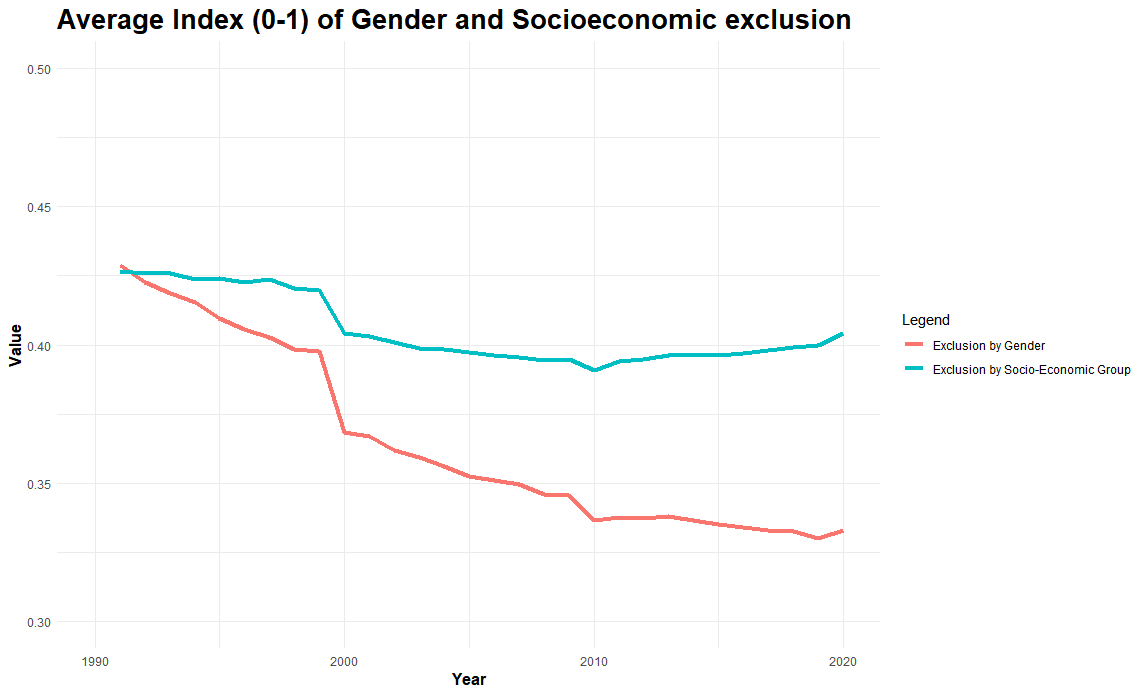 Average Index (0-1) of Gender and Socioeconomic exclusion
0.50
0.45
0.40
0.35
0.30
Value
1990
2000
2010
2020
Year
Legend
Exclusion by Gender
Exclusion by Socio-Economic Group